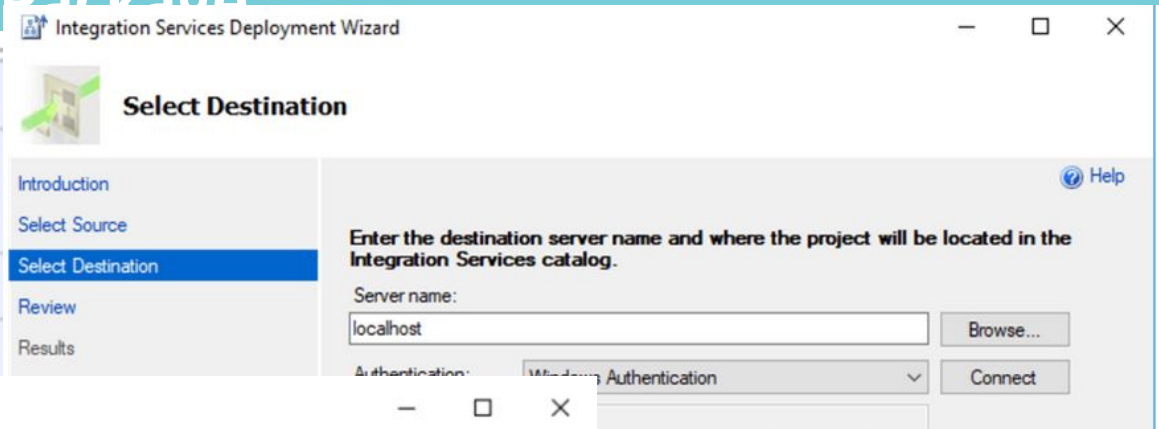 Integration Services Deployment Wizard
Select Destination
Help
Introduction
Select Source
Select Destination
Review
Results
Enter the destination server name and where the project will be located in the
Integration Services catalog.
Server name:
localhost
Browse...
Authentication:
Windows Authentication
Connect